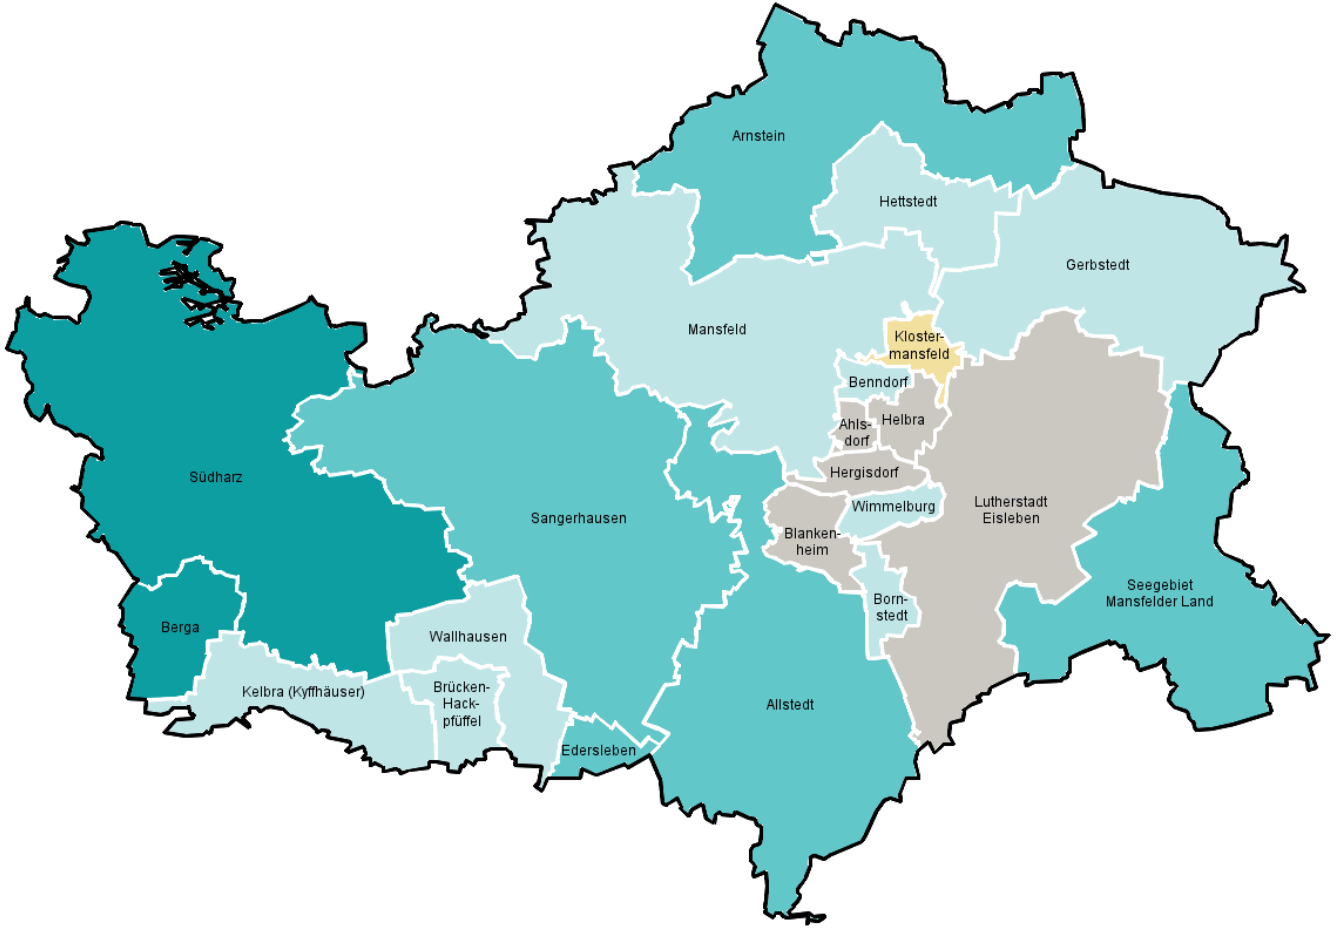 Arnstein
Hettstedt
Gerbstedt
Mansfeld
Kloster-
mansfeld
Benndorf
Ahls-
dorf
Helbra
Hergisdorf
Südharz
Sangerhausen
Wimmelburg
Lutherstadt
Eisleben
Blanken-
heim
Seegebiet
Mansfelder Land
Born-
stedt
Berga
Wallhausen
Kelbra (Kyffhäuser)
Brücken-
Hack-
pfüffel
Allstedt
Edersleben